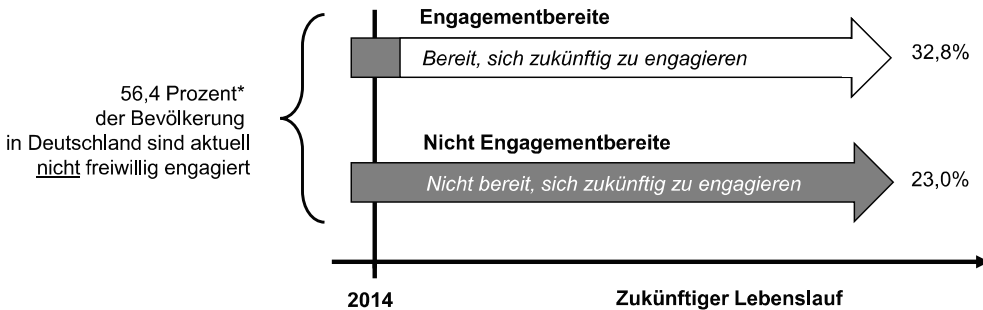 Engagementbereite
Bereit, sich zukünftig zu engagieren
32,8%
56,4 Prozent*
der Bevölkerung
in Deutschland sind aktuell
nicht freiwillig engagiert
Nicht Engagementbereite
Nicht bereit, sich zukünftig zu engagieren
23,0%
2014
Zukünftiger Lebenslauf